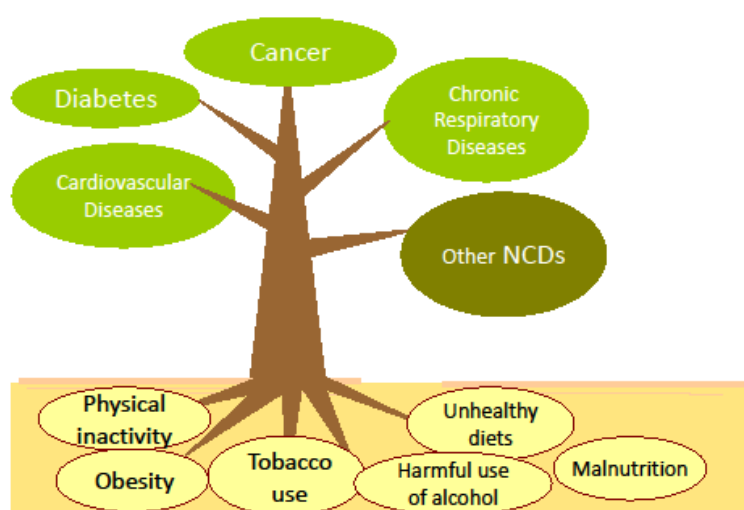 Cancer
Diabetes
Chronic
Respiratory
Diseases
Cardiovascular
Diseases
Other NCDs
Physical
inactivity
Unhealthy
diets
Obesity
Tobacco
use
Harmful use
of alcohol
Malnutrition